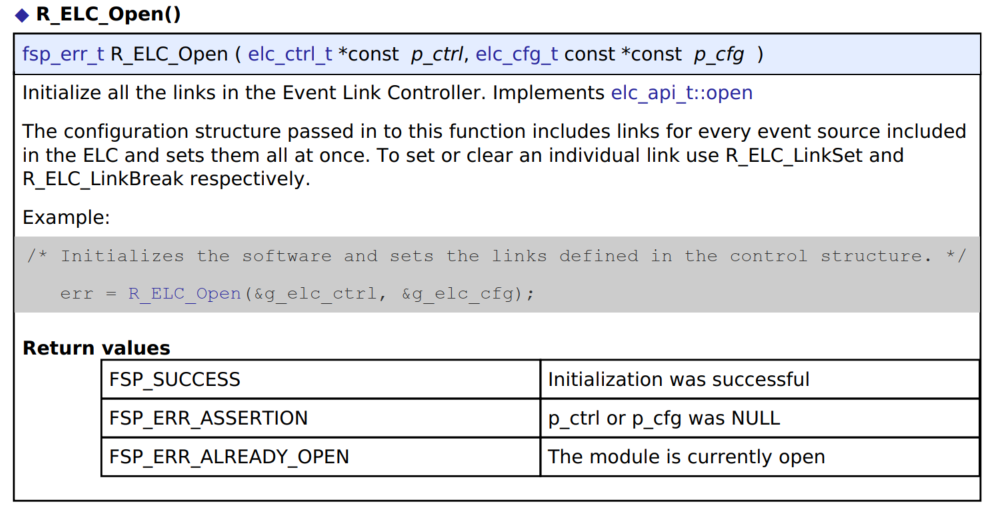 ◆ R_ELC_Open()
fsp_err_t R_ELC_Open ( elc_ctrl_t *const p_ctrl, elc_cfg_t const *const p_cfg )
Initialize all the links in the Event Link Controller. Implements elc_api_t::open
The configuration structure passed in to this function includes links for every event source included
in the ELC and sets them all at once. To set or clear an individual link use R_ELC_LinkSet and
R_ELC_LinkBreak respectively.
Example:
/* Initializes the software and sets the links defined in the control structure. */
err = R_ELC_Open(&g_elc_ctrl, &g_elc_cfg);
Return values
FSP_SUCCESS Initialization was successful
FSP_ERR_ASSERTION p_ctrl or p_cfg was NULL
FSP_ERR_ALREADY_OPEN The module is currently open